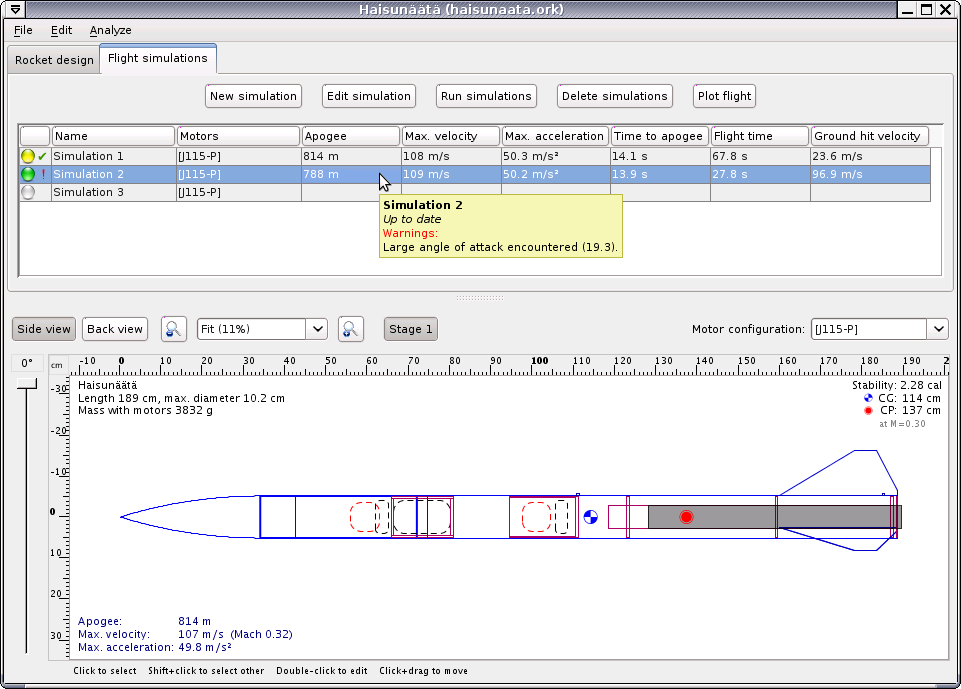 Haisunäätä (haisunaata.ork)
File Edit Analyze
Rocket design Flight simulations
New simulation Edit simulation Run simulations Delete simulations Plot flight
Name Motors Apogee Max. velocity Max. acceleration Time to apogee Flight time Ground hit velocity
Simulation 1 [J115-P] 814 m 108 m/s 50.3 m/s² 14.1 s 67.8 s 23.6 m/s
Simulation 2 [J115-P] 788 m 109 m/s 50.2 m/s² 13.9 s 27.8 s 96.9 m/s
Simulation 3 [J115-P]
Simulation 2
Up to date
Warnings:
Large angle of attack encountered (19.3).
Side view Back view Fit (11%) Stage 1 Motor configuration: [J115-P]
0° cm -10 0 10 20 30 40 50 60 70 80 90 100 110 120 130 140 150 160 170 180 190 2
-30
-20
-10
0
10
20
30
Haisunäätä
Length 189 cm, max. diameter 10.2 cm
Mass with motors 3832 g
Stability: 2.28 cal
CG: 114 cm
CP: 137 cm
at M=0.30
Apogee: 814 m
Max. velocity: 107 m/s (Mach 0.32)
Max. acceleration: 49.8 m/s²
Click to select Shift+click to select other Double-click to edit Click+drag to move